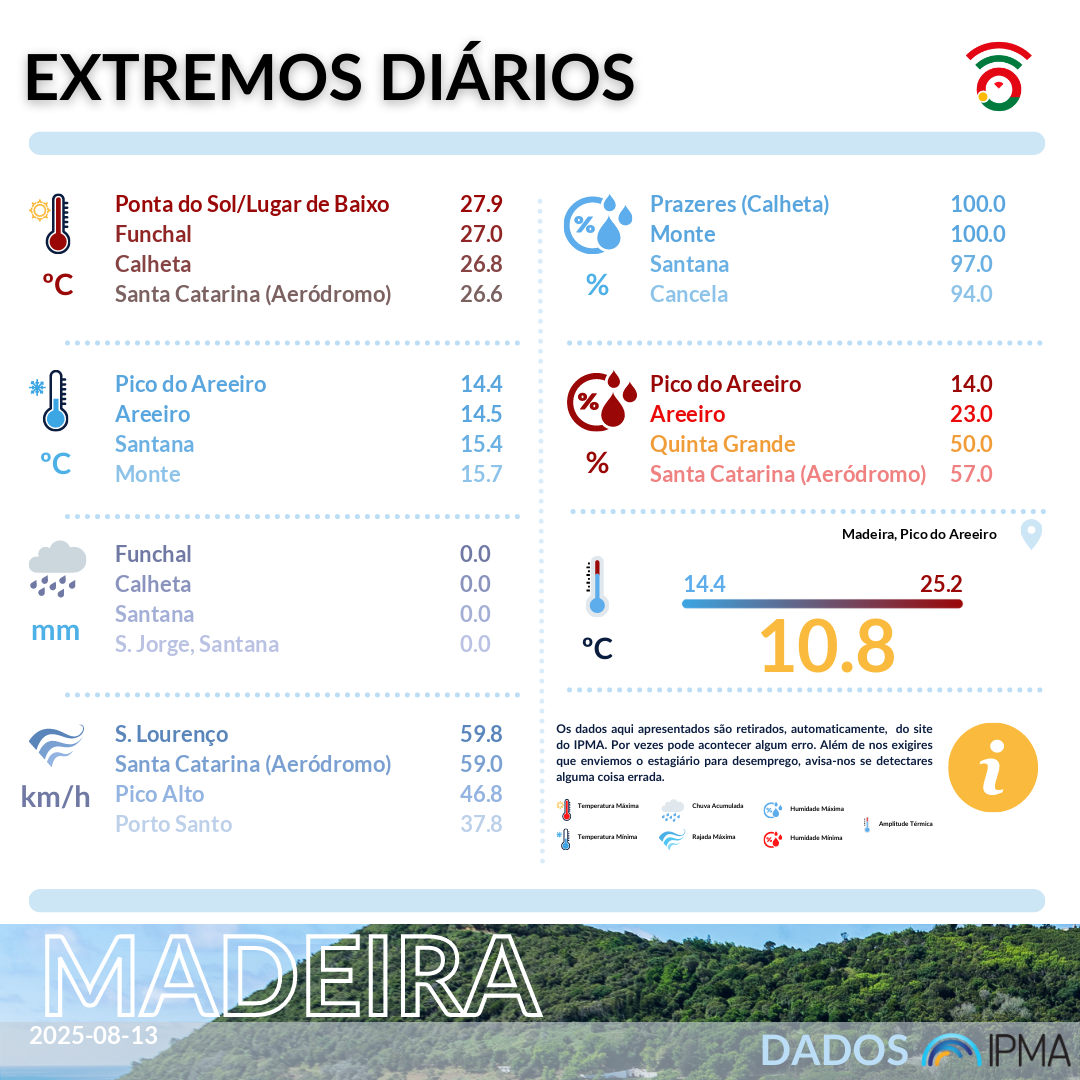 EXTREMOS DIÁRIOS
Ponta do Sol/Lugar de Baixo 27.9
Funchal 27.0
Calheta 26.8
Santa Catarina (Aeródromo) 26.6
ºC
Pico do Areeiro 14.4
Areeiro 14.5
Santana 15.4
Monte 15.7
ºC
Funchal 0.0
Calheta 0.0
Santana 0.0
S. Jorge, Santana 0.0
mm
S. Lourenço 59.8
Santa Catarina (Aeródromo) 59.0
Pico Alto 46.8
Porto Santo 37.8
km/h
%
Prazeres (Calheta) 100.0
Monte 100.0
Santana 97.0
Cancela 94.0
%
%
Pico do Areeiro 14.0
Areeiro 23.0
Quinta Grande 50.0
Santa Catarina (Aeródromo) 57.0
%
Madeira, Pico do Areeiro
14.4 25.2
10.8
ºC
Os dados aqui apresentados são retirados, automaticamente, do site
do IPMA. Por vezes pode acontecer algum erro. Além de nos exigires
que enviemos o estagiário para desemprego, avisa-nos se detectares
alguma coisa errada.
i
Temperatura Máxima
Chuva Acumulada
Humidade Máxima
Amplitude Térmica
Temperatura Mínima
Rajada Máxima
Humidade Mínima
MADEIRA
2025-08-13
DADOS IPMA